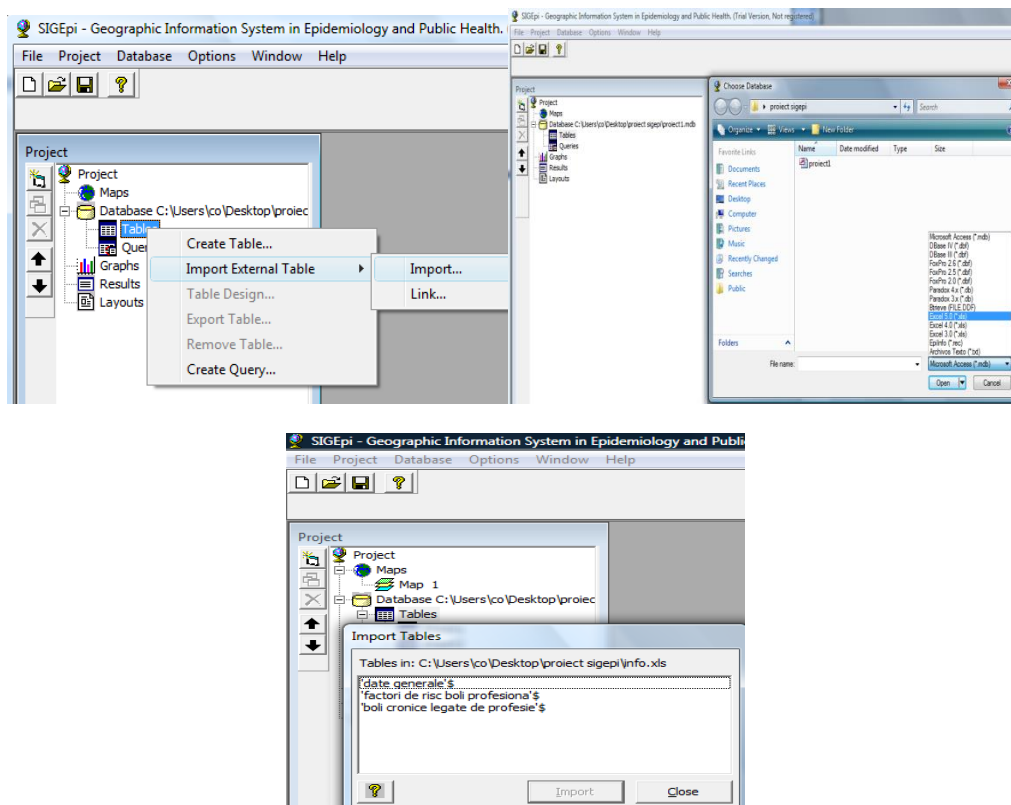 SIGEpi - Geographic Information System in Epidemiology and Public Health.
File Project Database Options Window Help
Project
Project
Maps
Database C:\Users\co\Desktop\proiec
Tables
Quer
Graphs
Results
Layouts
Create Table...
Import External Table
Table Design...
Export Table...
Remove Table...
Create Query...
Import...
Link...
SIGEpi - Geographic Information System in Epidemiology and Public Health. (Trial Version, Not registered)
File Project Database Options Window Help
Project
Project
Maps
Database C:\Users\co\Desktop\proiect sigepi\proiect1.mdb
Tables
Queries
Graphs
Results
Layouts
Choose Database
proiect sigepi
Search
Organize Views New Folder
Favorite Links
Documents
Recent Places
Desktop
Computer
Pictures
Music
Recently Changed
Searches
Public
Folders
Name Date modified Type Size
proiect1
Microsoft Access (*.mdb)
DBase IV (*.dbf)
DBase III (*.dbf)
FoxPro 2.6 (*.dbf)
FoxPro 2.5 (*.dbf)
FoxPro 2.0 (*.dbf)
Paradox 4.x (*.db)
Paradox 3.x (*.db)
Btrieve (FILE.DDF)
Excel 5.0 (*.xls)
Excel 4.0 (*.xls)
Excel 3.0 (*.xls)
EpiInfo (*.rec)
Archivos Texto (*.txt)
File name:
Microsoft Access (*.mdb)
Open Cancel
SIGEpi - Geographic Information System in Epidemiology and Publi
File Project Database Options Window Help
Project
Project
Maps
Map 1
Database C:\Users\co\Desktop\proiec
Tables
Import Tables
Tables in: C:\Users\co\Desktop\proiect sigepi\info.xls
'date generale'$
'factori de risc boli profesiona'$
'boli cronice legate de profesie'$
Import Close